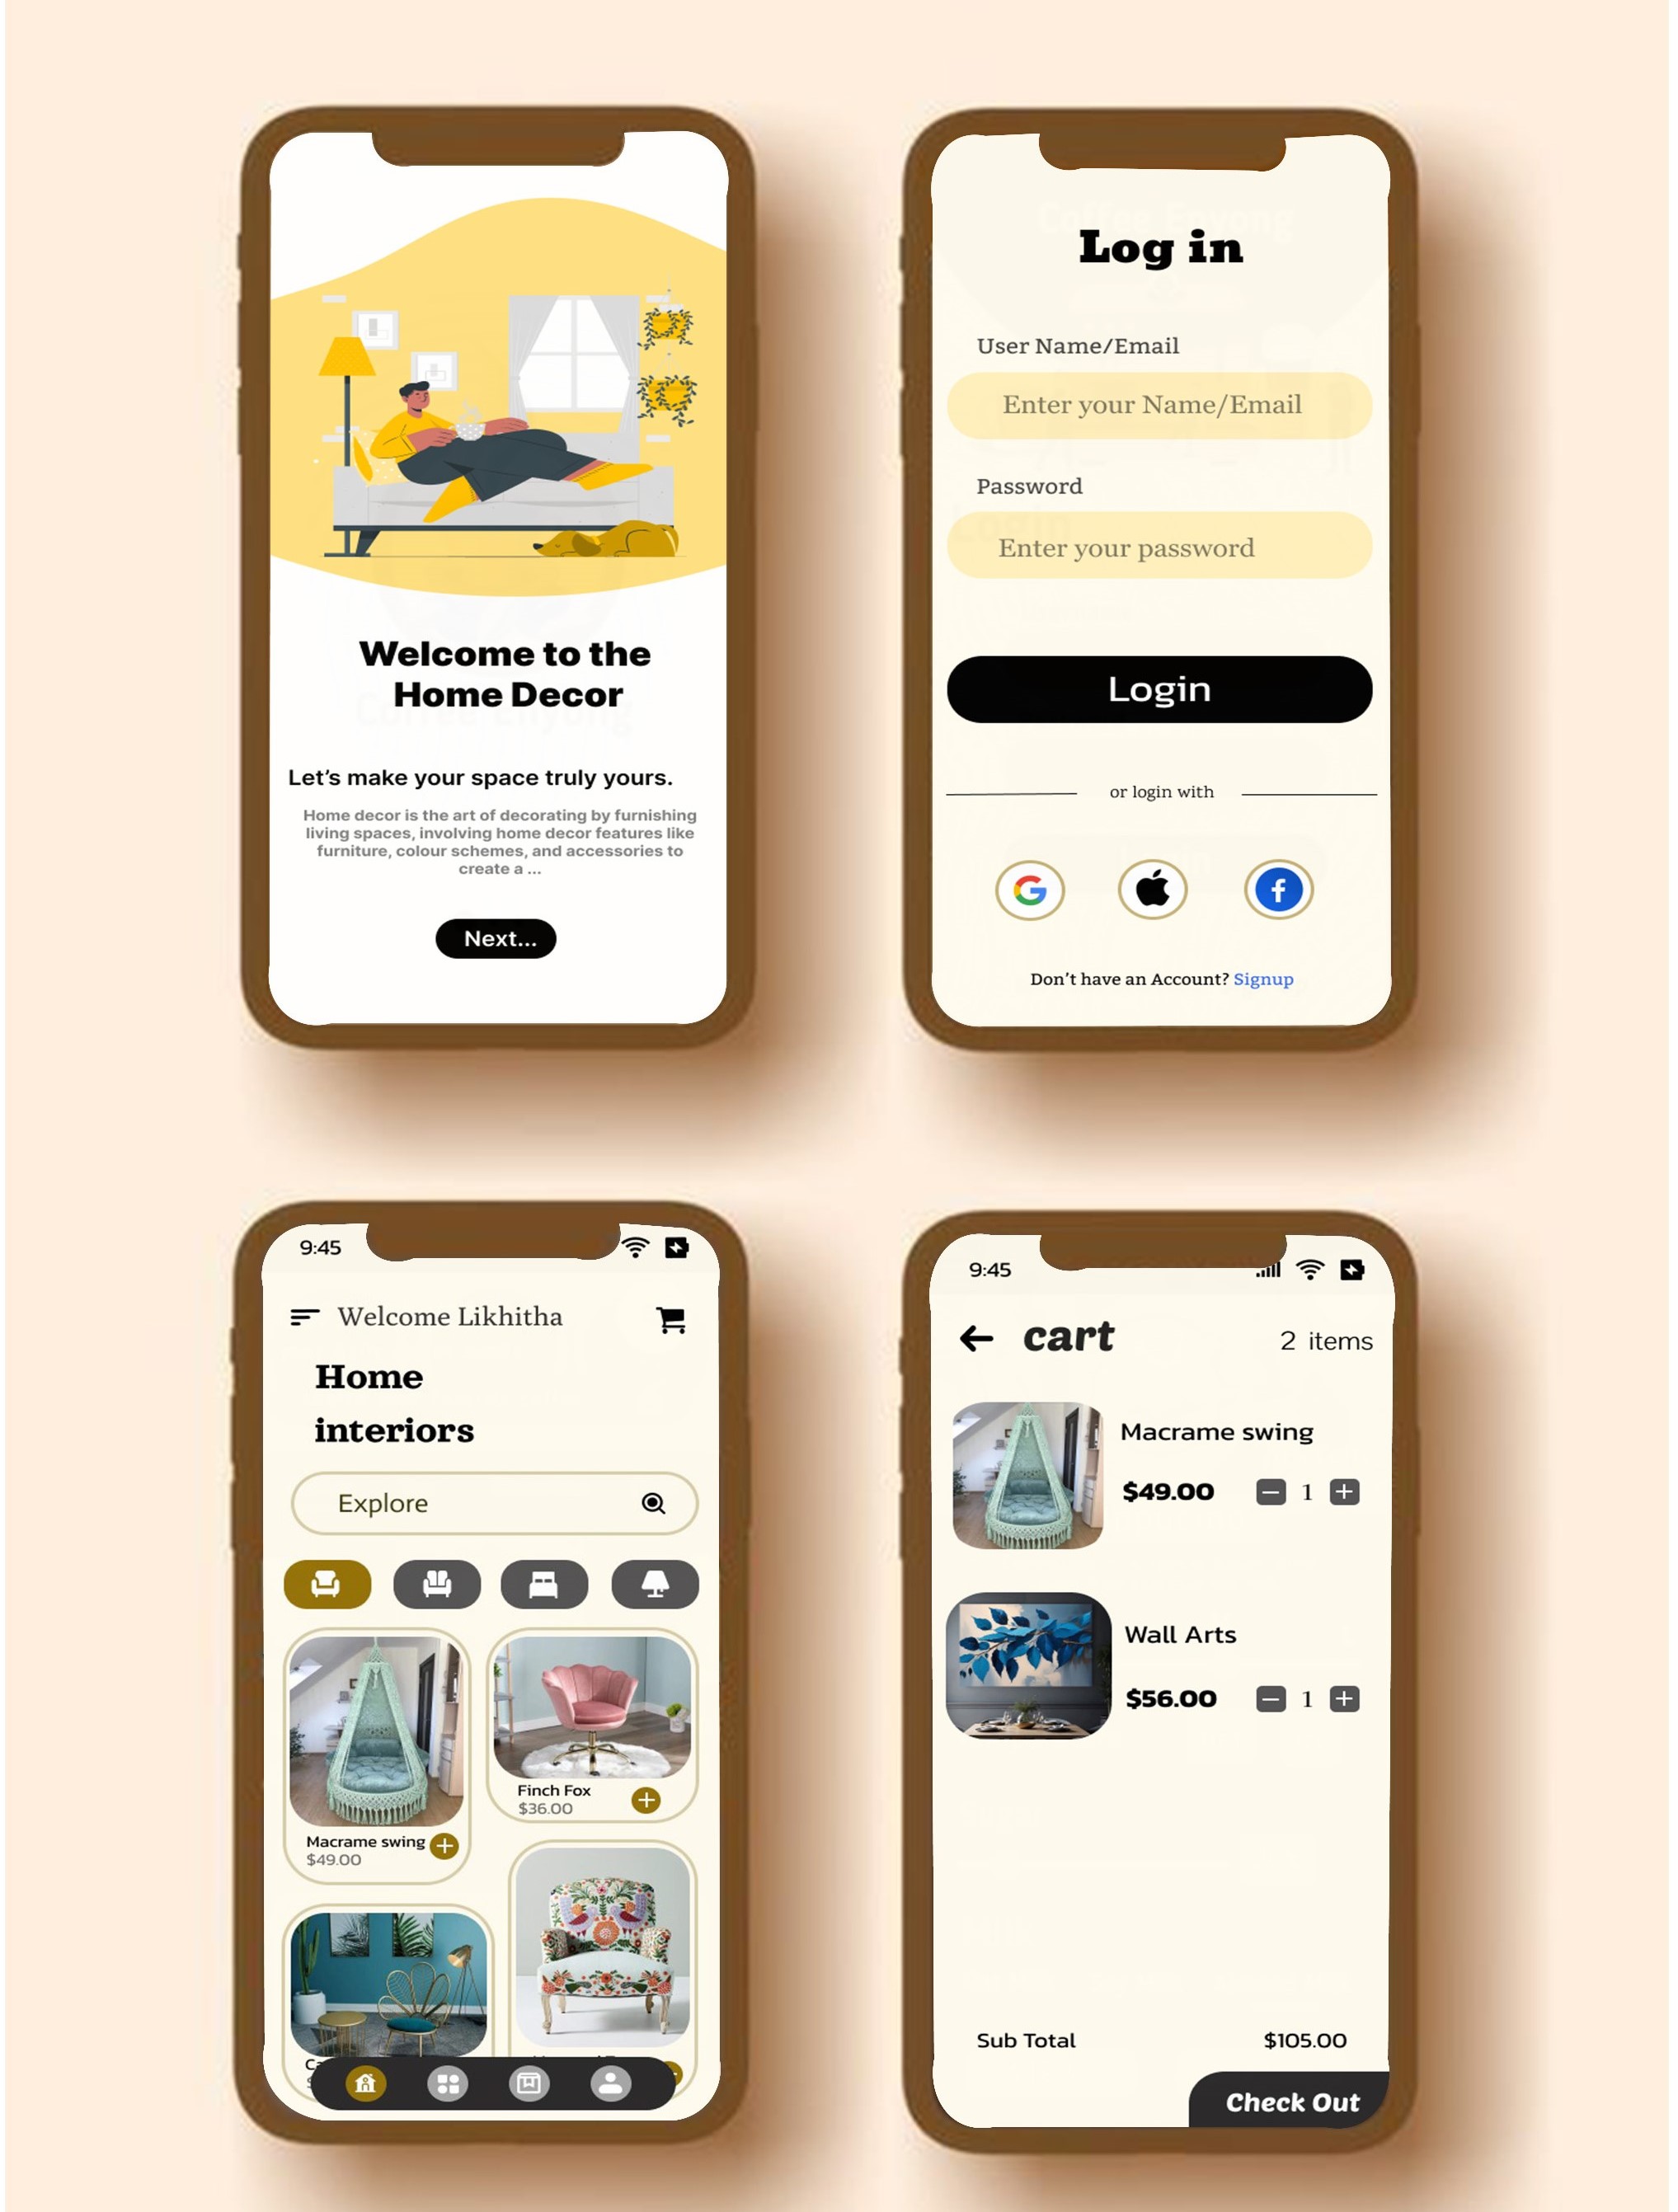 Welcome to the
Home Decor
Let's make your space truly yours.
Home decor is the art of decorating by furnishing
living spaces, involving home decor features like
furniture, colour schemes, and accessories to
create a ...
Next...
Coffee Enyong
Log in
User Name/Email
Enter your Name/Email
Password
Enter your password
Login
or login with
Don't have an Account? Signup
9:45
Welcome Likhitha
Home
interiors
Explore
Finch Fox
$36.00
Macrame swing
$49.00
9:45
cart
2 items
Macrame swing
$49.00
1
Wall Arts
$56.00
1
Sub Total
$105.00
Check Out